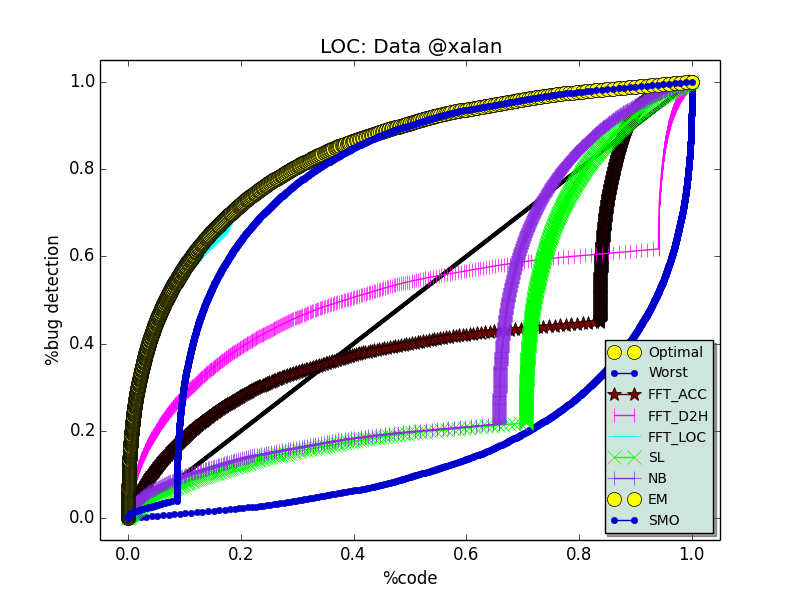 LOC: Data @xalan
1.0
0.8
0.6
0.4
0.2
0.0
%bug detection
0.0 0.2 0.4 0.6 0.8 1.0
%code
Optimal
Worst
FFT_ACC
FFT_D2H
FFT_LOC
SL
NB
EM
SMO